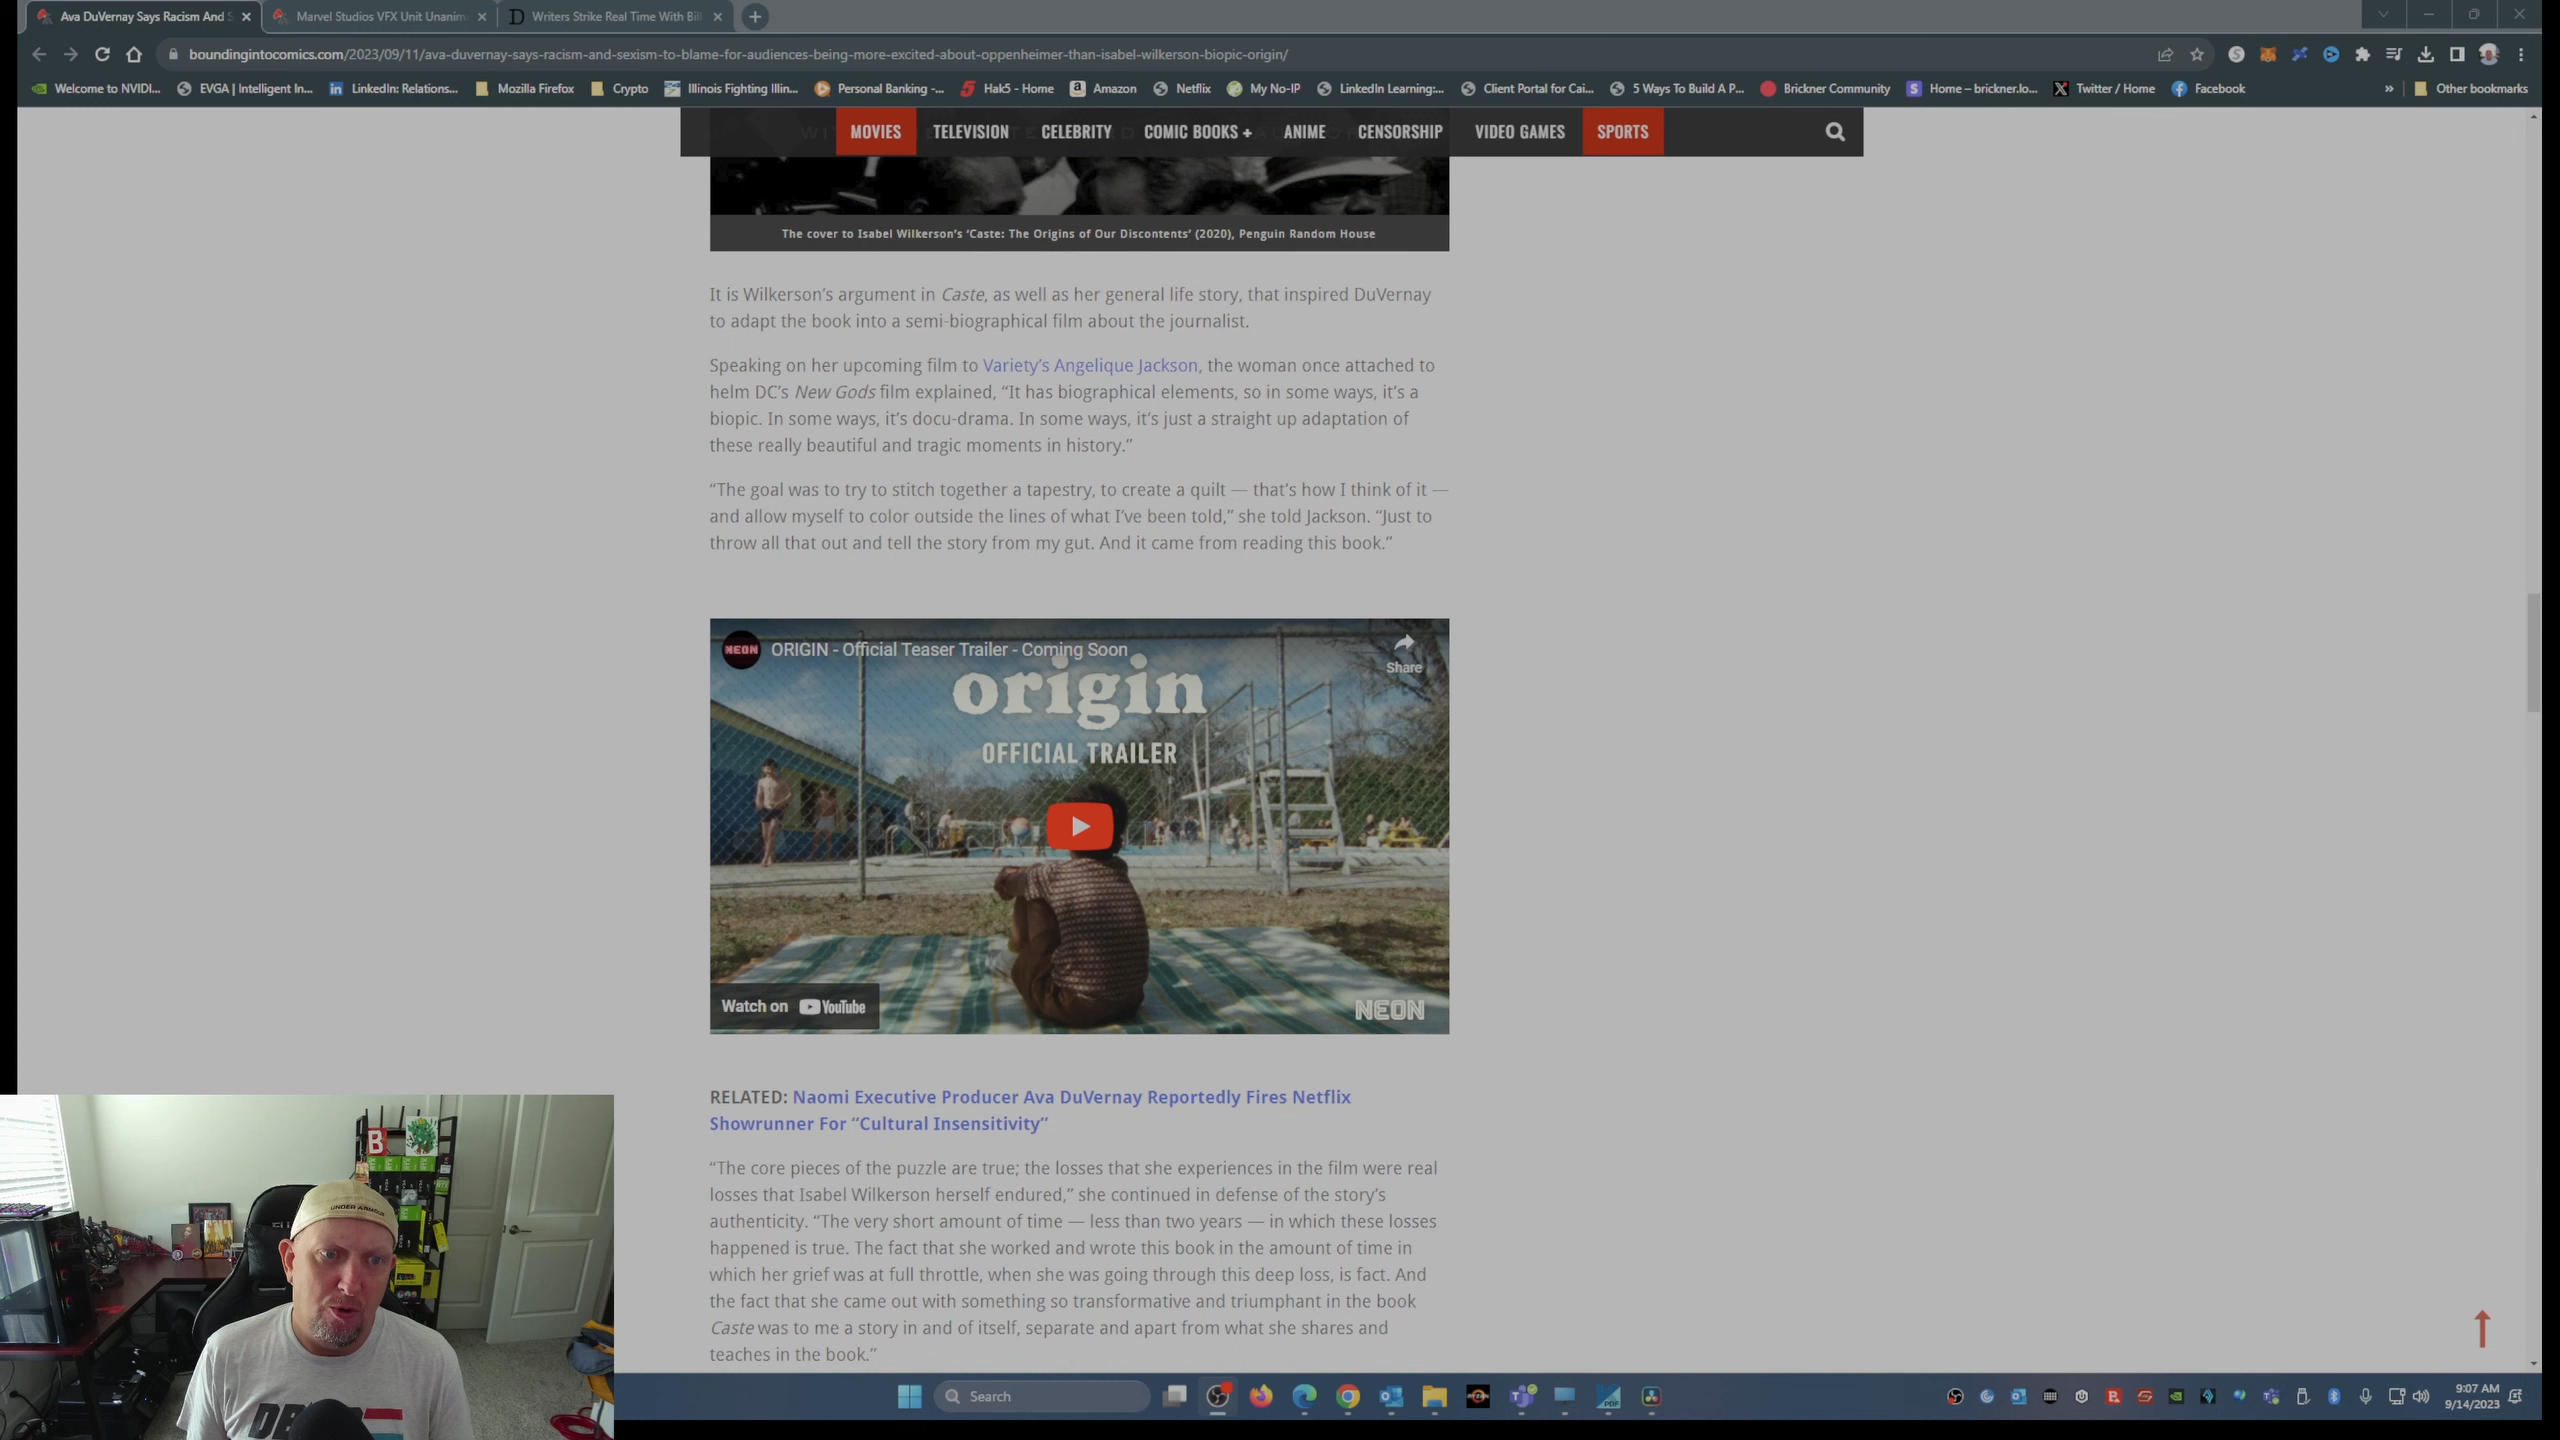 Ava DuVernay Says Racism And S
Marvel Studios VFX Unit Unanim
Writers Strike Real Time With Bill
boundingintocomics.com/2023/09/11/ava-duvernay-says-racism-and-sexism-to-blame-for-audiences-being-more-excited-about-oppenheimer-than-isabel-wilkerson-biopic-origin/
Welcome to NVIDI... EVGA | Intelligent In... LinkedIn: Relations... Mozilla Firefox Crypto Illinois Fighting Illin... Personal Banking -... Hak5 - Home Amazon Netflix My No-IP LinkedIn Learning:... Client Portal for Cai... 5 Ways To Build A P... Brickner Community Home – brickner.lo... Twitter / Home Facebook » Other bookmarks
MOVIES TELEVISION CELEBRITY COMIC BOOKS + ANIME CENSORSHIP VIDEO GAMES SPORTS
The cover to Isabel Wilkerson's 'Caste: The Origins of Our Discontents' (2020), Penguin Random House
It is Wilkerson's argument in Caste, as well as her general life story, that inspired DuVernay
to adapt the book into a semi-biographical film about the journalist.
Speaking on her upcoming film to Variety's Angelique Jackson, the woman once attached to
helm DC's New Gods film explained, “It has biographical elements, so in some ways, it's a
biopic. In some ways, it's docu-drama. In some ways, it's just a straight up adaptation of
these really beautiful and tragic moments in history.”
“The goal was to try to stitch together a tapestry, to create a quilt — that's how I think of it —
and allow myself to color outside the lines of what I've been told,” she told Jackson. “Just to
throw all that out and tell the story from my gut. And it came from reading this book.”
NEON
ORIGIN - Official Teaser Trailer - Coming Soon
Share
origin
OFFICIAL TRAILER
Watch on YouTube
NEON
RELATED: Naomi Executive Producer Ava DuVernay Reportedly Fires Netflix
Showrunner For “Cultural Insensitivity”
“The core pieces of the puzzle are true; the losses that she experiences in the film were real
losses that Isabel Wilkerson herself endured,” she continued in defense of the story's
authenticity. “The very short amount of time — less than two years — in which these losses
happened is true. The fact that she worked and wrote this book in the amount of time in
which her grief was at full throttle, when she was going through this deep loss, is fact. And
the fact that she came out with something so transformative and triumphant in the book
Caste was to me a story in and of itself, separate and apart from what she shares and
teaches in the book.”
B
UNDER ARMOUR
Search
9:07 AM
9/14/2023